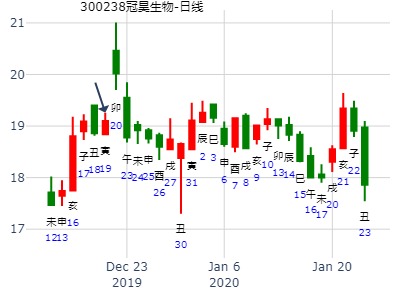 300238冠昊生物-日线
21
20
19
18
17
未
12
申
13
亥
16
子
17
丑
18
寅
19
卯
20
午
23
未
24
申
25
酉
26
戌
27
丑
30
寅
31
辰
2
巳
3
申
6
酉
7
戌
8
亥
9
子
10
卯
13
辰
14
巳
15
午
16
未
17
戌
20
亥
21
子
22
丑
23
Dec 23
2019
Jan 6
2020
Jan 20